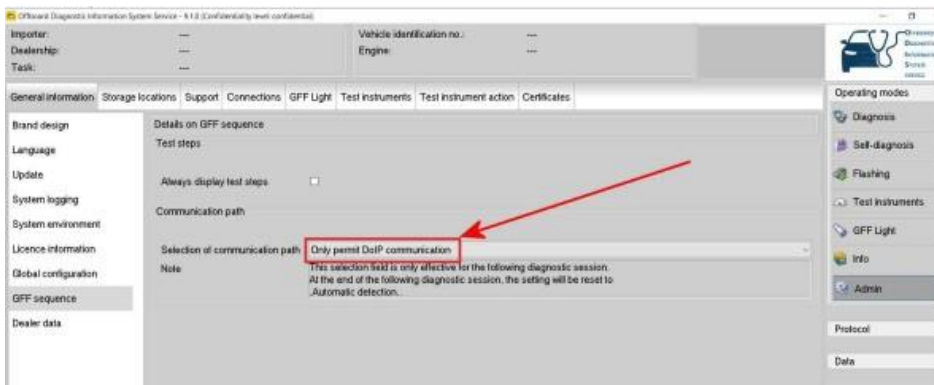 Offboard Diagnostic Information System Service - 9.1.0 (Confidentiality level: confidential)
Importer: ---
Dealership: ---
Task: ---
Vehicle identification no.: ---
Engine: ---
General information Storage locations Support Connections GFF Light Test instruments Test instrument action Certificates
Brand design
Language
Update
System logging
System environment
Licence information
Global configuration
GFF sequence
Dealer data
Details on GFF sequence
Test steps
Always display test steps
Communication path
Selection of communication path Only permit DoIP communication
Note
This selection field is only effective for the following diagnostic session.
At the end of the following diagnostic session, the setting will be reset to
,Automatic detection,.
Operating modes
Diagnosis
Self-diagnosis
Flashing
Test instruments
GFF Light
Info
Admin
Protocol
Data